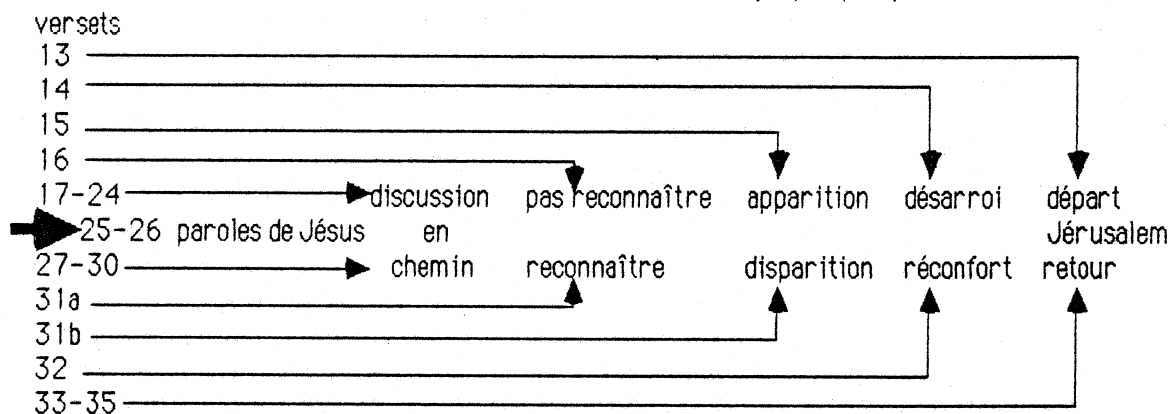 versets
13
14
15
16
17-24 discussion pas reconnaître apparition désarroi départ
25-26 paroles de Jésus en Jérusalem
27-30 chemin reconnaître disparition réconfort retour
31a
31b
32
33-35